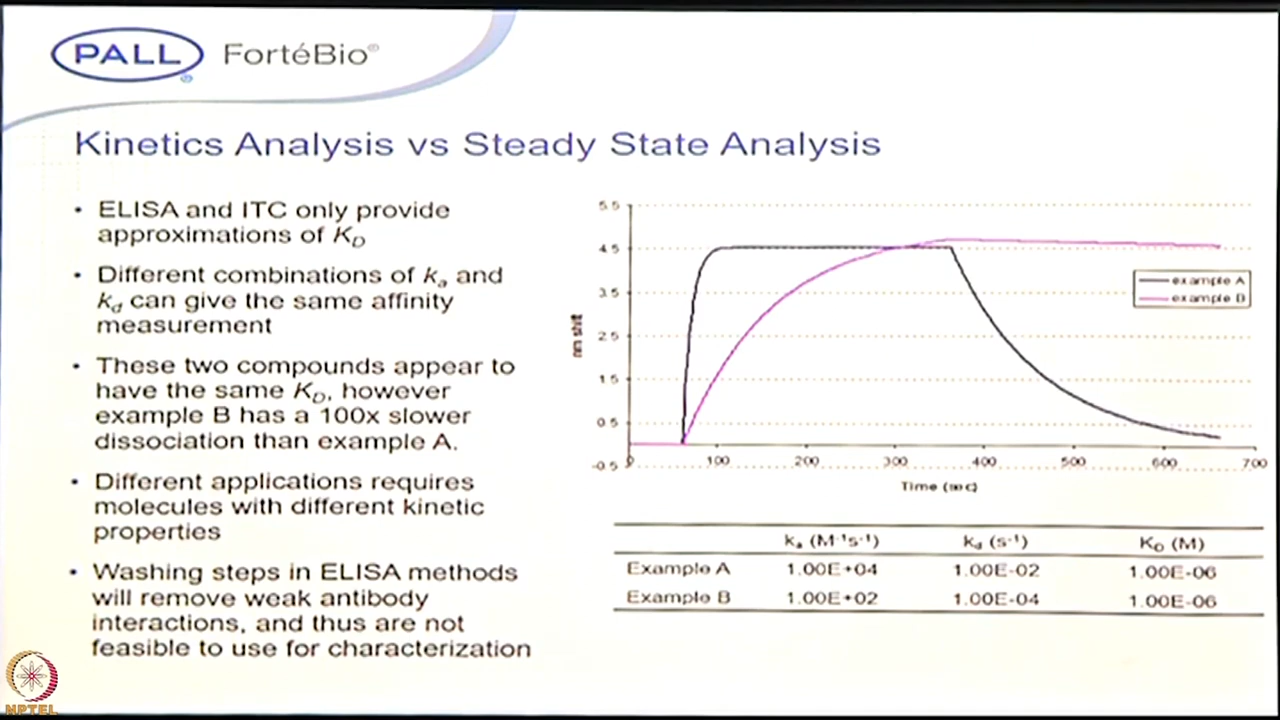 PALL ® FortéBio®
Kinetics Analysis vs Steady State Analysis
• ELISA and ITC only provide
approximations of KD
• Different combinations of ka and
kd can give the same affinity
measurement
• These two compounds appear to
have the same KD, however
example B has a 100x slower
dissociation than example A.
• Different applications requires
molecules with different kinetic
properties
• Washing steps in ELISA methods
will remove weak antibody
interactions, and thus are not
feasible to use for characterization
5.5
4.5
3.5
2.5
1.5
0.5
-0.5
nm shift
0 100 200 300 400 500 600 700
Time (sec)
example A
example B
ka (M-1s-1) kd (s-1) KD (M)
Example A 1.00E+04 1.00E-02 1.00E-06
Example B 1.00E+02 1.00E-04 1.00E-06
NPTEL